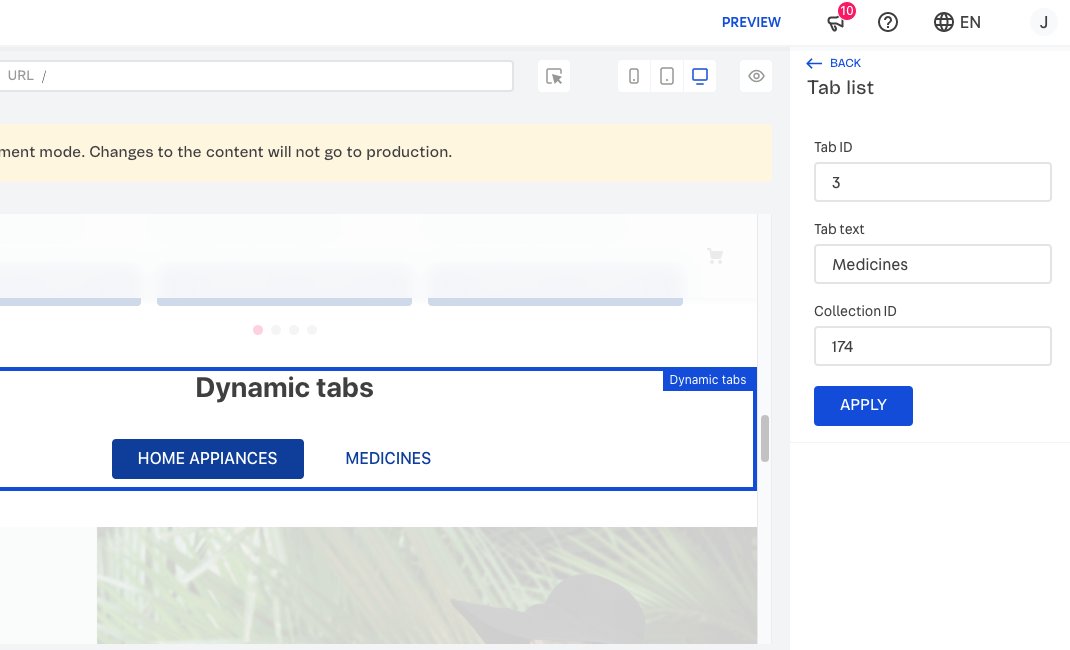 PREVIEW
10
EN
J
URL /
BACK
Tab list
ment mode. Changes to the content will not go to production.
Tab ID
3
Tab text
Medicines
Collection ID
174
APPLY
Dynamic tabs
Dynamic tabs
HOME APPIANCES
MEDICINES